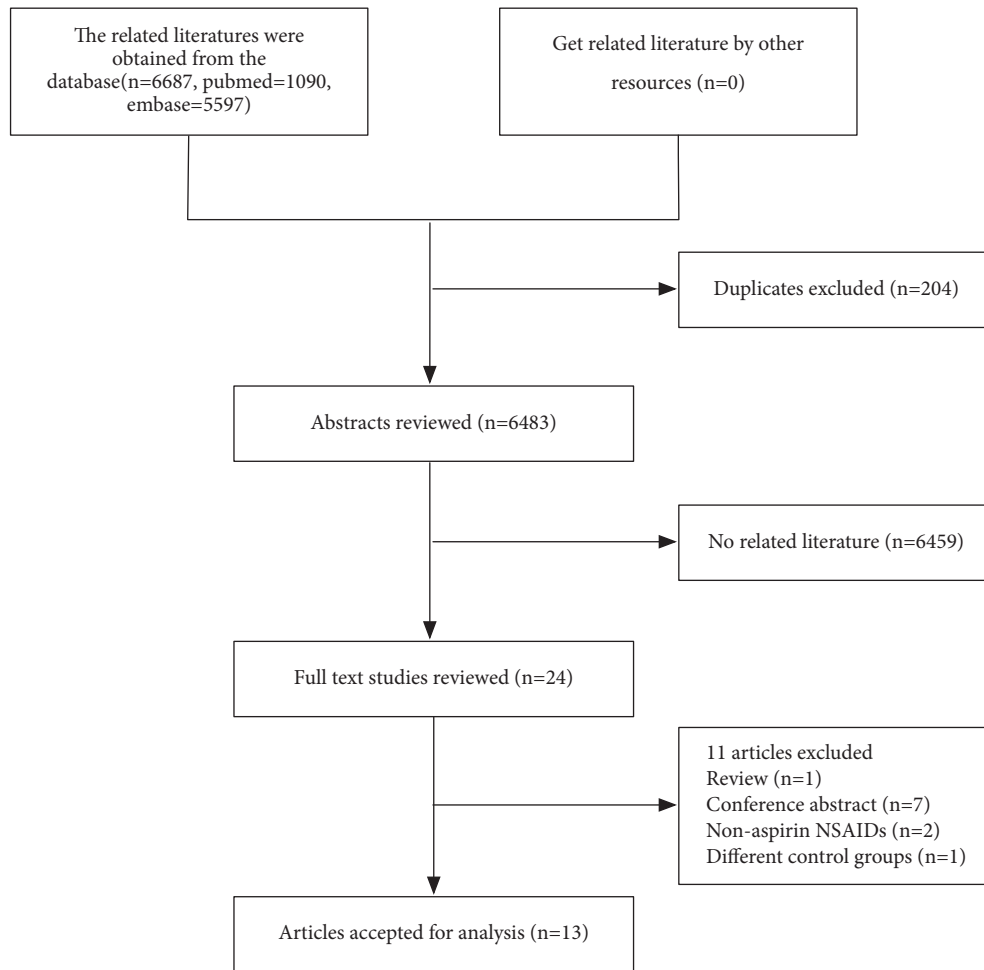 The related literatures were
obtained from the
database(n=6687, pubmed=1090,
embase=5597)
Get related literature by other
resources (n=0)
Duplicates excluded (n=204)
Abstracts reviewed (n=6483)
No related literature (n=6459)
Full text studies reviewed (n=24)
11 articles excluded
Review (n=1)
Conference abstract (n=7)
Non-aspirin NSAIDs (n=2)
Different control groups (n=1)
Articles accepted for analysis (n=13)